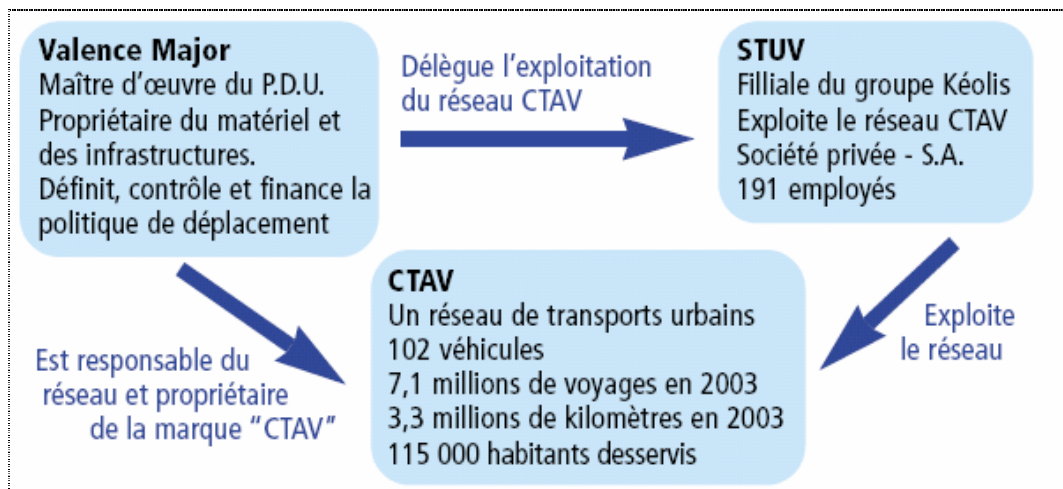 Valence Major
Maître d'œuvre du P.D.U.
Propriétaire du matériel et
des infrastructures.
Définit, contrôle et finance la
politique de déplacement
Délègue l'exploitation
du réseau CTAV
STUV
Filliale du groupe Kéolis
Exploite le réseau CTAV
Société privée - S.A.
191 employés
Est responsable du
réseau et propriétaire
de la marque “CTAV”
CTAV
Un réseau de transports urbains
102 véhicules
7,1 millions de voyages en 2003
3,3 millions de kilomètres en 2003
115 000 habitants desservis
Exploite
le réseau